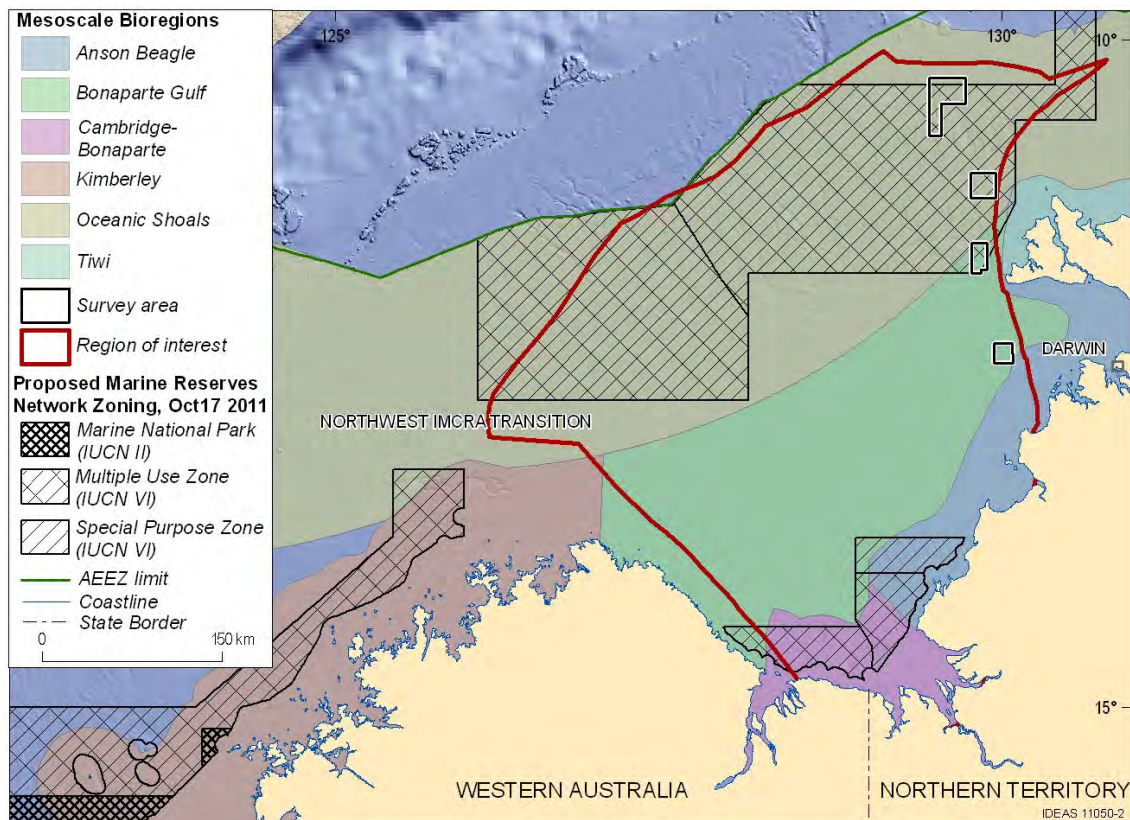 Mesoscale Bioregions
Anson Beagle
Bonaparte Gulf
Cambridge-
Bonaparte
Kimberley
Oceanic Shoals
Tiwi
Survey area
Region of interest
Proposed Marine Reserves
Network Zoning, Oct17 2011
Marine National Park
(IUCN II)
Multiple Use Zone
(IUCN VI)
Special Purpose Zone
(IUCN VI)
AEEZ limit
Coastline
State Border
0 150 km
125° 130° 10°
DARWIN
NORTHWEST IMCRA TRANSITION
15°
WESTERN AUSTRALIA NORTHERN TERRITORY
IDEAS 11050-2